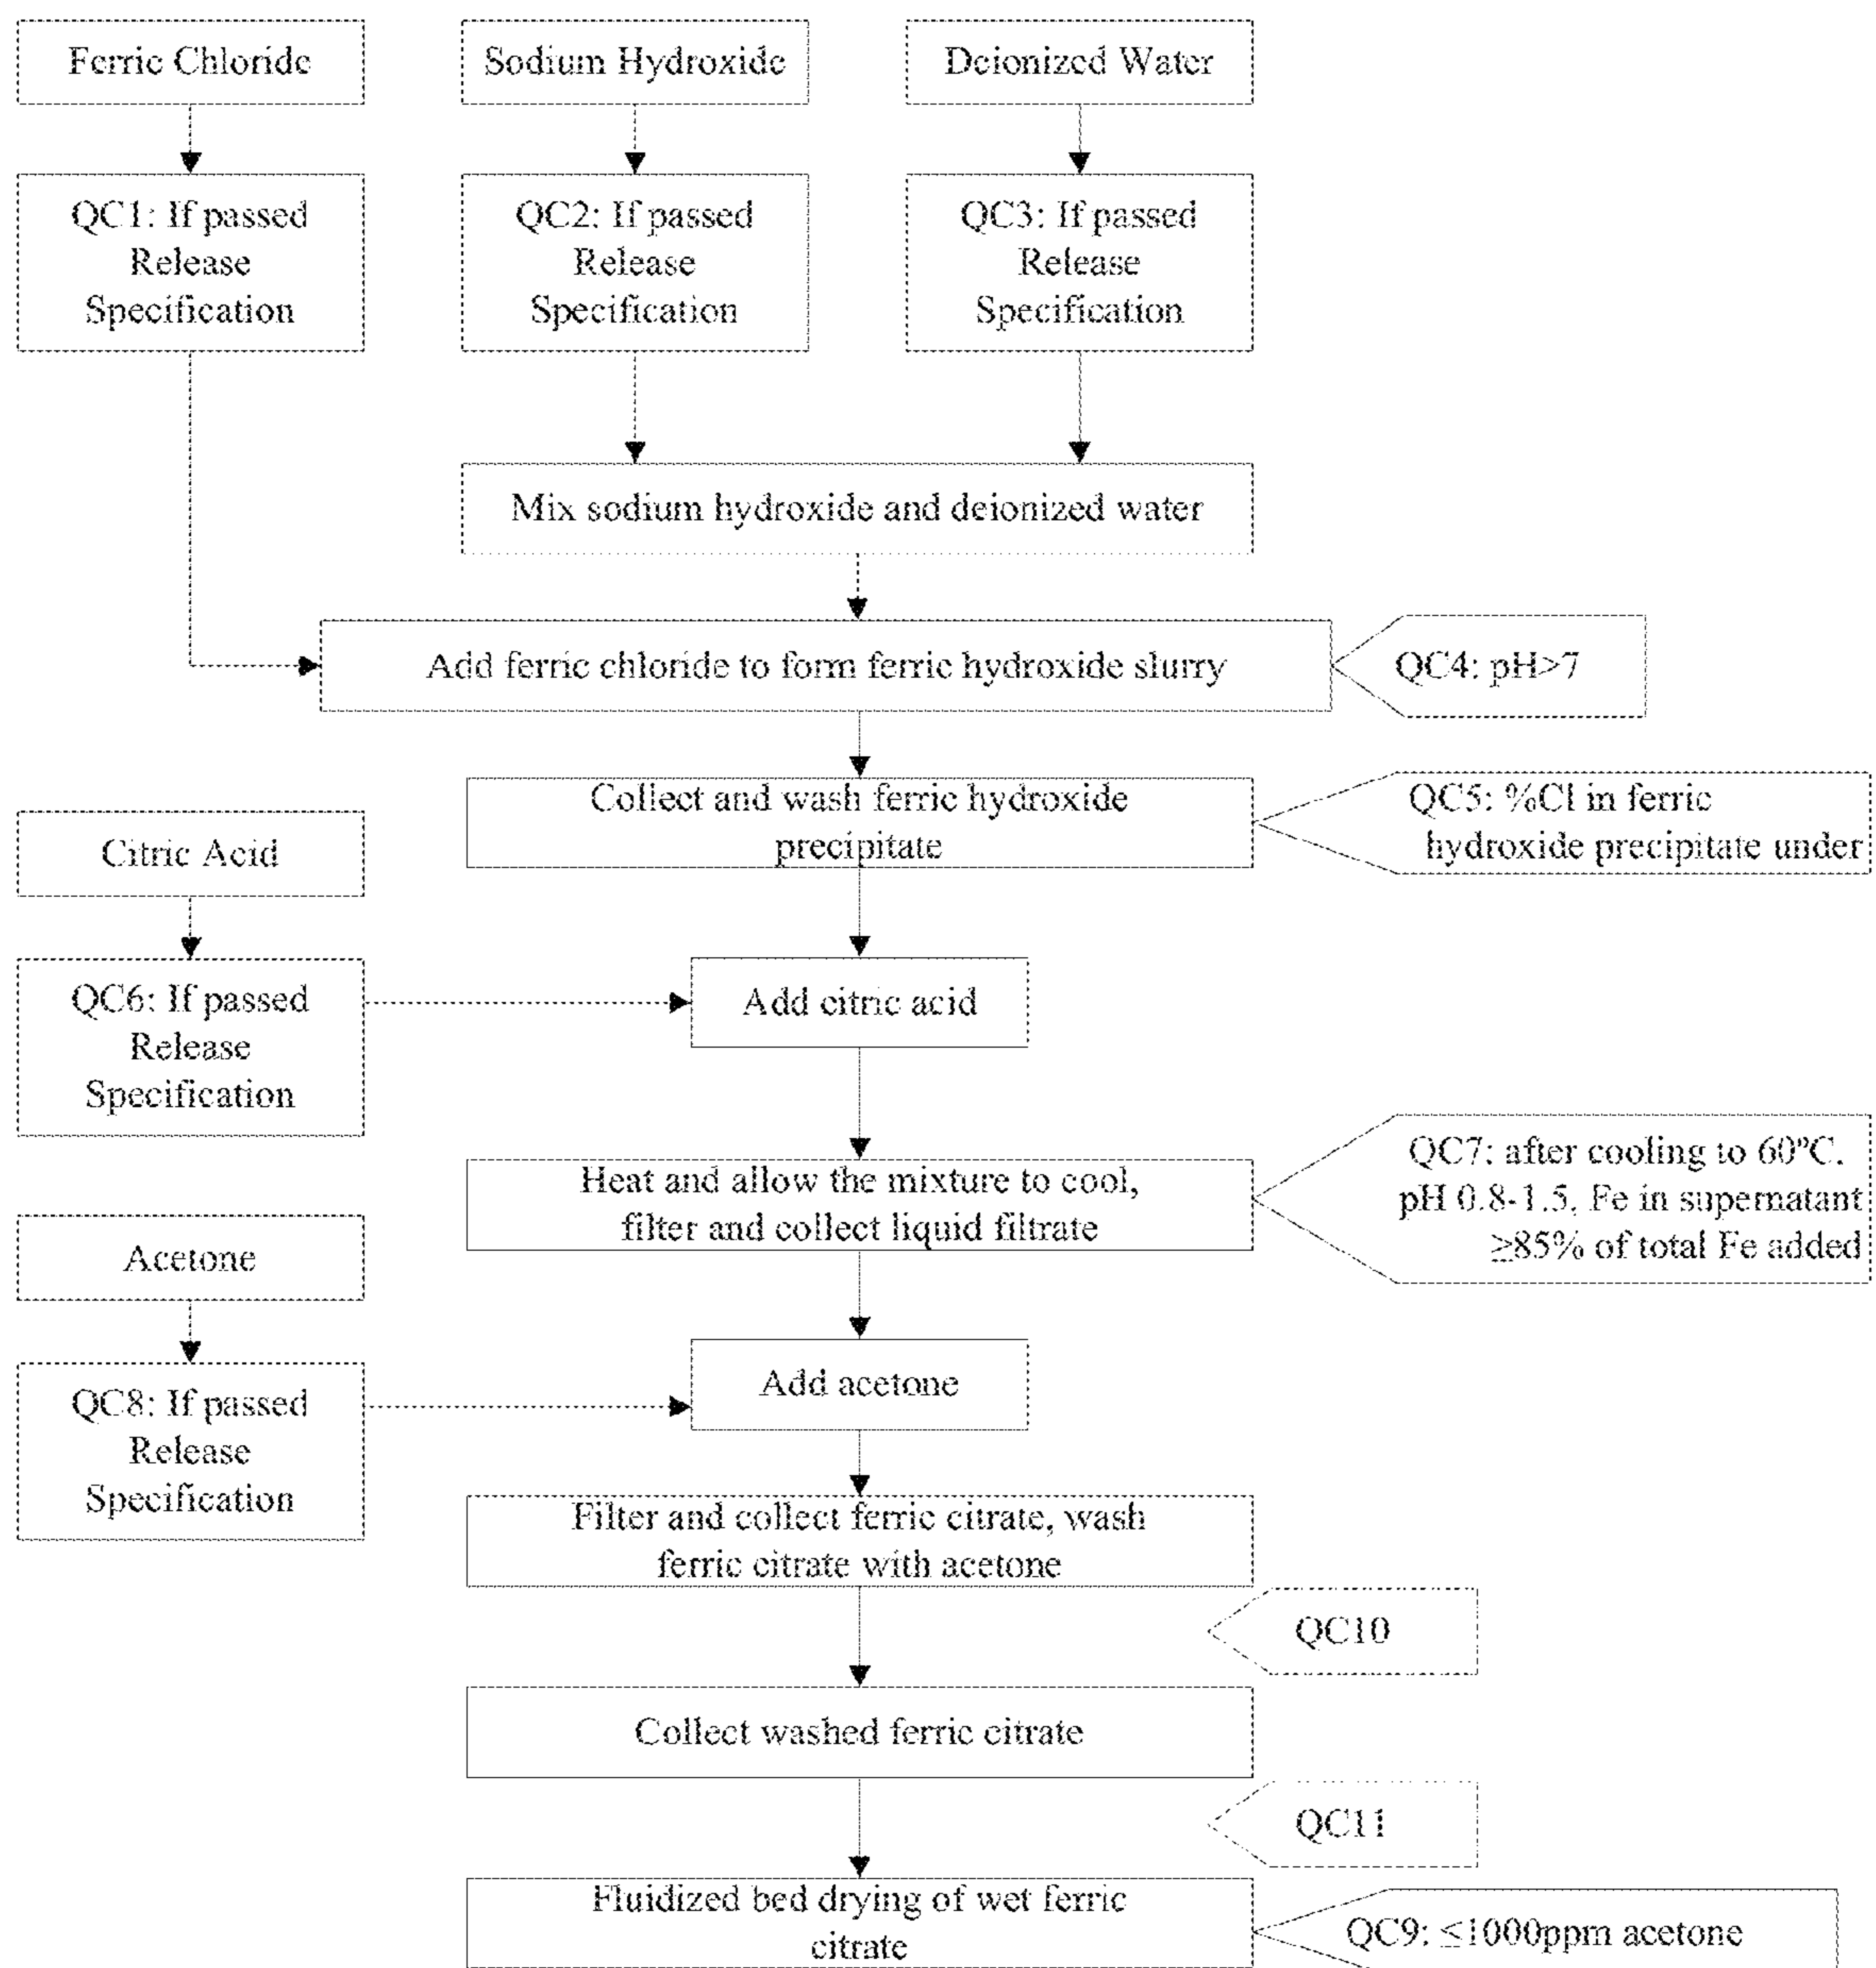 Ferric Chloride
Sodium Hydroxide
Deionized Water
QC1: If passed
Release
Specification
QC2: If passed
Release
Specification
QC3: If passed
Release
Specification
Mix sodium hydroxide and deionized water
Add ferric chloride to form ferric hydroxide slurry
QC4: pH>7
Collect and wash ferric hydroxide
precipitate
QC5: %Cl in ferric
hydroxide precipitate under
Citric Acid
QC6: If passed
Release
Specification
Add citric acid
Heat and allow the mixture to cool,
filter and collect liquid filtrate
QC7: after cooling to 60ºC.
pH 0.8-1.5, Fe in supernatant
≥85% of total Fe added
Acetone
QC8: If passed
Release
Specification
Add acetone
Filter and collect ferric citrate, wash
ferric citrate with acetone
QC10
Collect washed ferric citrate
QC11
Fluidized bed drying of wet ferric
citrate
QC9: ≤1000ppm acetone